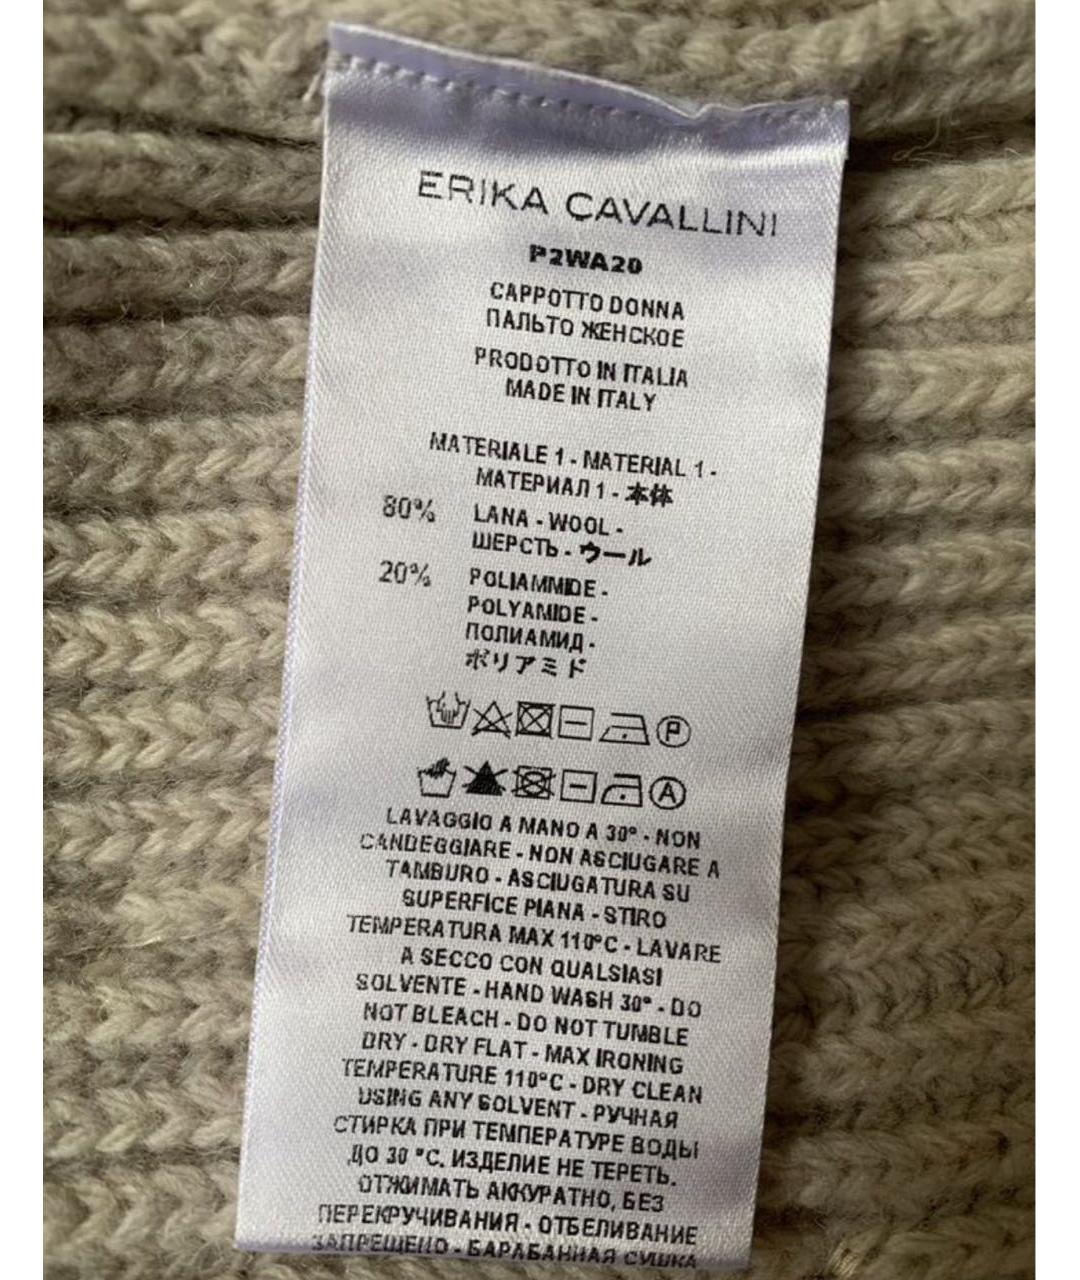 ERIKA CAVALLINI
P2WA20
CAPPOTTO DONNA
ПАЛЬТО ЖЕНСКОЕ
PRODOTTO IN ITALIA
MADE IN ITALY
MATERIALE 1 - MATERIAL 1 -
МАТЕРИАЛ 1 - 本体
80% LANA - WOOL -
ШЕРСТЬ - ウール
20% POLIAMMIDE -
POLYAMIDE -
ПОЛИАМИД -
ポリアミド
P
A
LAVAGGIO A MANO A 30° - NON
CANDEGGIARE - NON ASCIUGARE A
TAMBURO - ASCIUGATURA SU
SUPERFICE PIANA - STIRO
TEMPERATURA MAX 110°C - LAVARE
A SECCO CON QUALSIASI
SOLVENTE - HAND WASH 30° - DO
NOT BLEACH - DO NOT TUMBLE
DRY - DRY FLAT - MAX IRONING
TEMPERATURE 110°C - DRY CLEAN
USING ANY SOLVENT - РУЧНАЯ
СТИРКА ПРИ ТЕМПЕРАТУРЕ ВОДЫ
ДО 30 °С. ИЗДЕЛИЕ НЕ ТЕРЕТЬ.
ОТЖИМАТЬ АККУРАТНО, БЕЗ
ПЕРЕКРУЧИВАНИЯ - ОТБЕЛИВАНИЕ
ЗАПРЕЩЕНО - БАРАБАННАЯ СУШКА